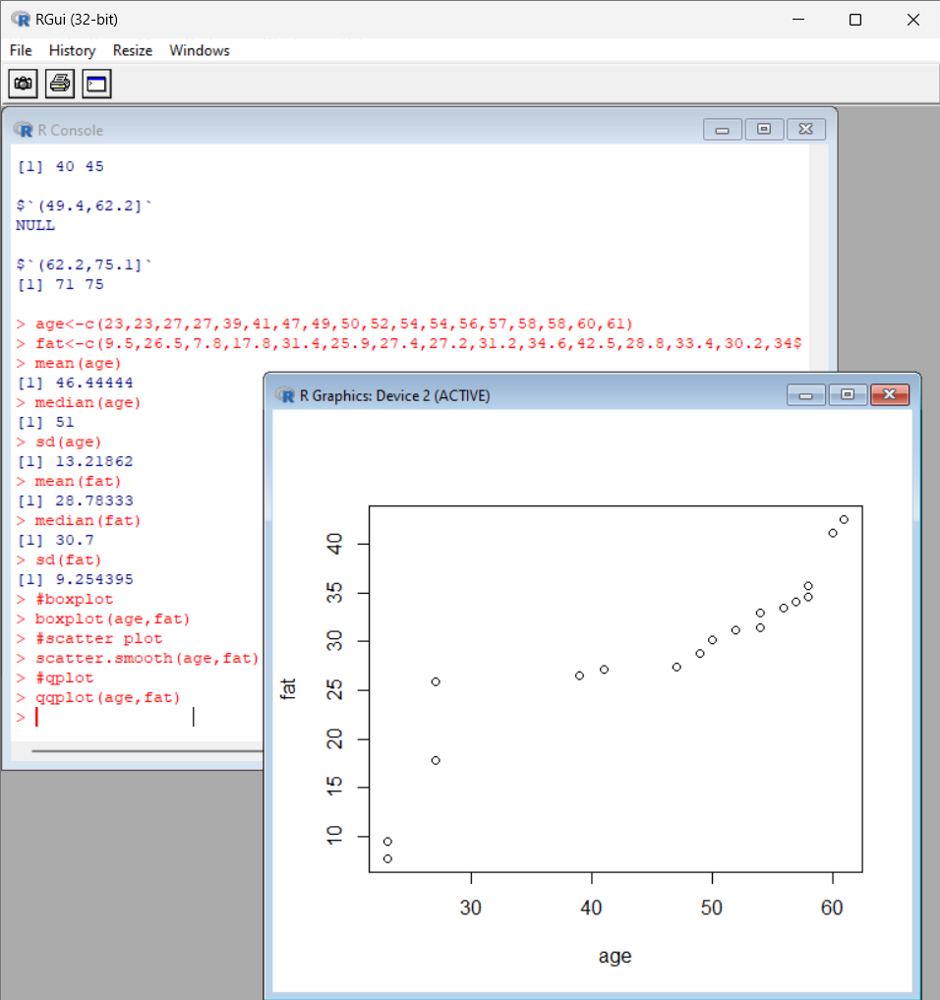 RGui (32-bit)
File History Resize Windows
R Console
[1] 40 45
$`(49.4,62.2]`
NULL
$`(62.2,75.1]`
[1] 71 75
> age<-c(23,23,27,27,39,41,47,49,50,52,54,54,56,57,58,58,60,61)
> fat<-c(9.5,26.5,7.8,17.8,31.4,25.9,27.4,27.2,31.2,34.6,42.5,28.8,33.4,30.2,34$
> mean(age)
[1] 46.44444
> median(age)
[1] 51
> sd(age)
[1] 13.21862
> mean(fat)
[1] 28.78333
> median(fat)
[1] 30.7
> sd(fat)
[1] 9.254395
> #boxplot
> boxplot(age,fat)
> #scatter plot
> scatter.smooth(age,fat)
> #qplot
> qqplot(age,fat)
>
R Graphics: Device 2 (ACTIVE)
40
35
30
25
20
15
10
fat
30 40 50 60
age